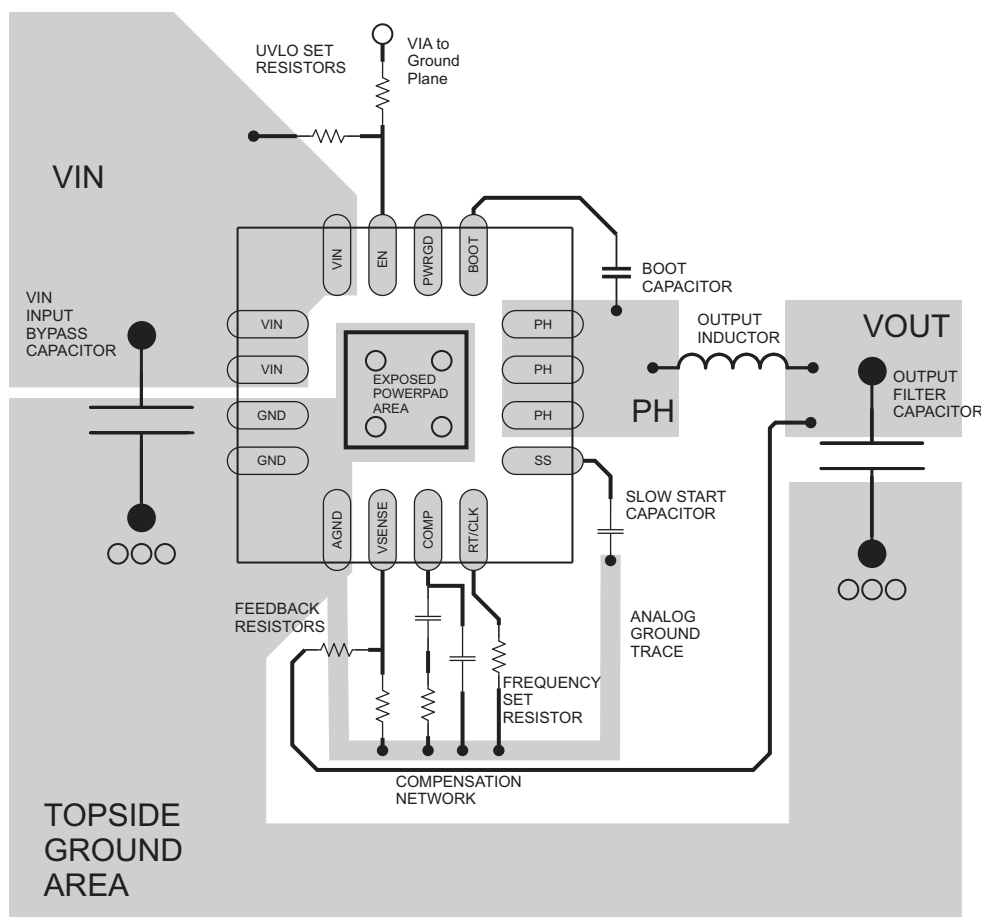 UVLO SET
RESISTORS
VIA to
Ground
Plane
VIN
VIN
EN
PWRGD
BOOT
BOOT
CAPACITOR
VIN
INPUT
BYPASS
CAPACITOR
VIN
VIN
GND
GND
EXPOSED
POWERPAD
AREA
PH
PH
PH
SS
PH
OUTPUT
INDUCTOR
VOUT
OUTPUT
FILTER
CAPACITOR
SLOW START
CAPACITOR
AGND
VSENSE
COMP
RT/CLK
FEEDBACK
RESISTORS
ANALOG
GROUND
TRACE
FREQUENCY
SET
RESISTOR
COMPENSATION
NETWORK
TOPSIDE
GROUND
AREA